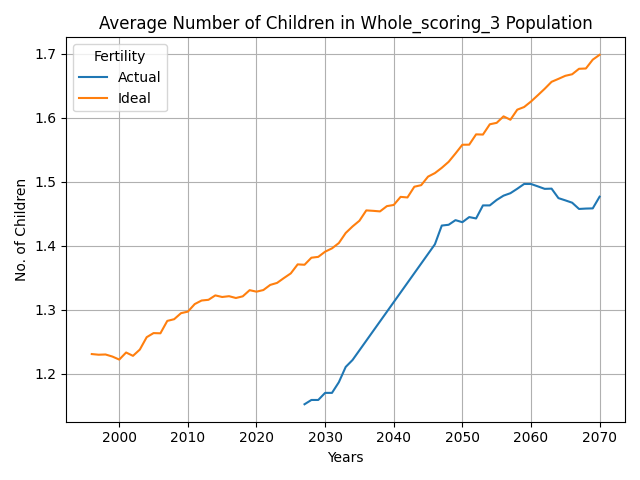 Average Number of Children in Whole_scoring_3 Population
Fertility
Actual
Ideal
No. of Children
1.7
1.6
1.5
1.4
1.3
1.2
2000 2010 2020 2030 2040 2050 2060 2070
Years